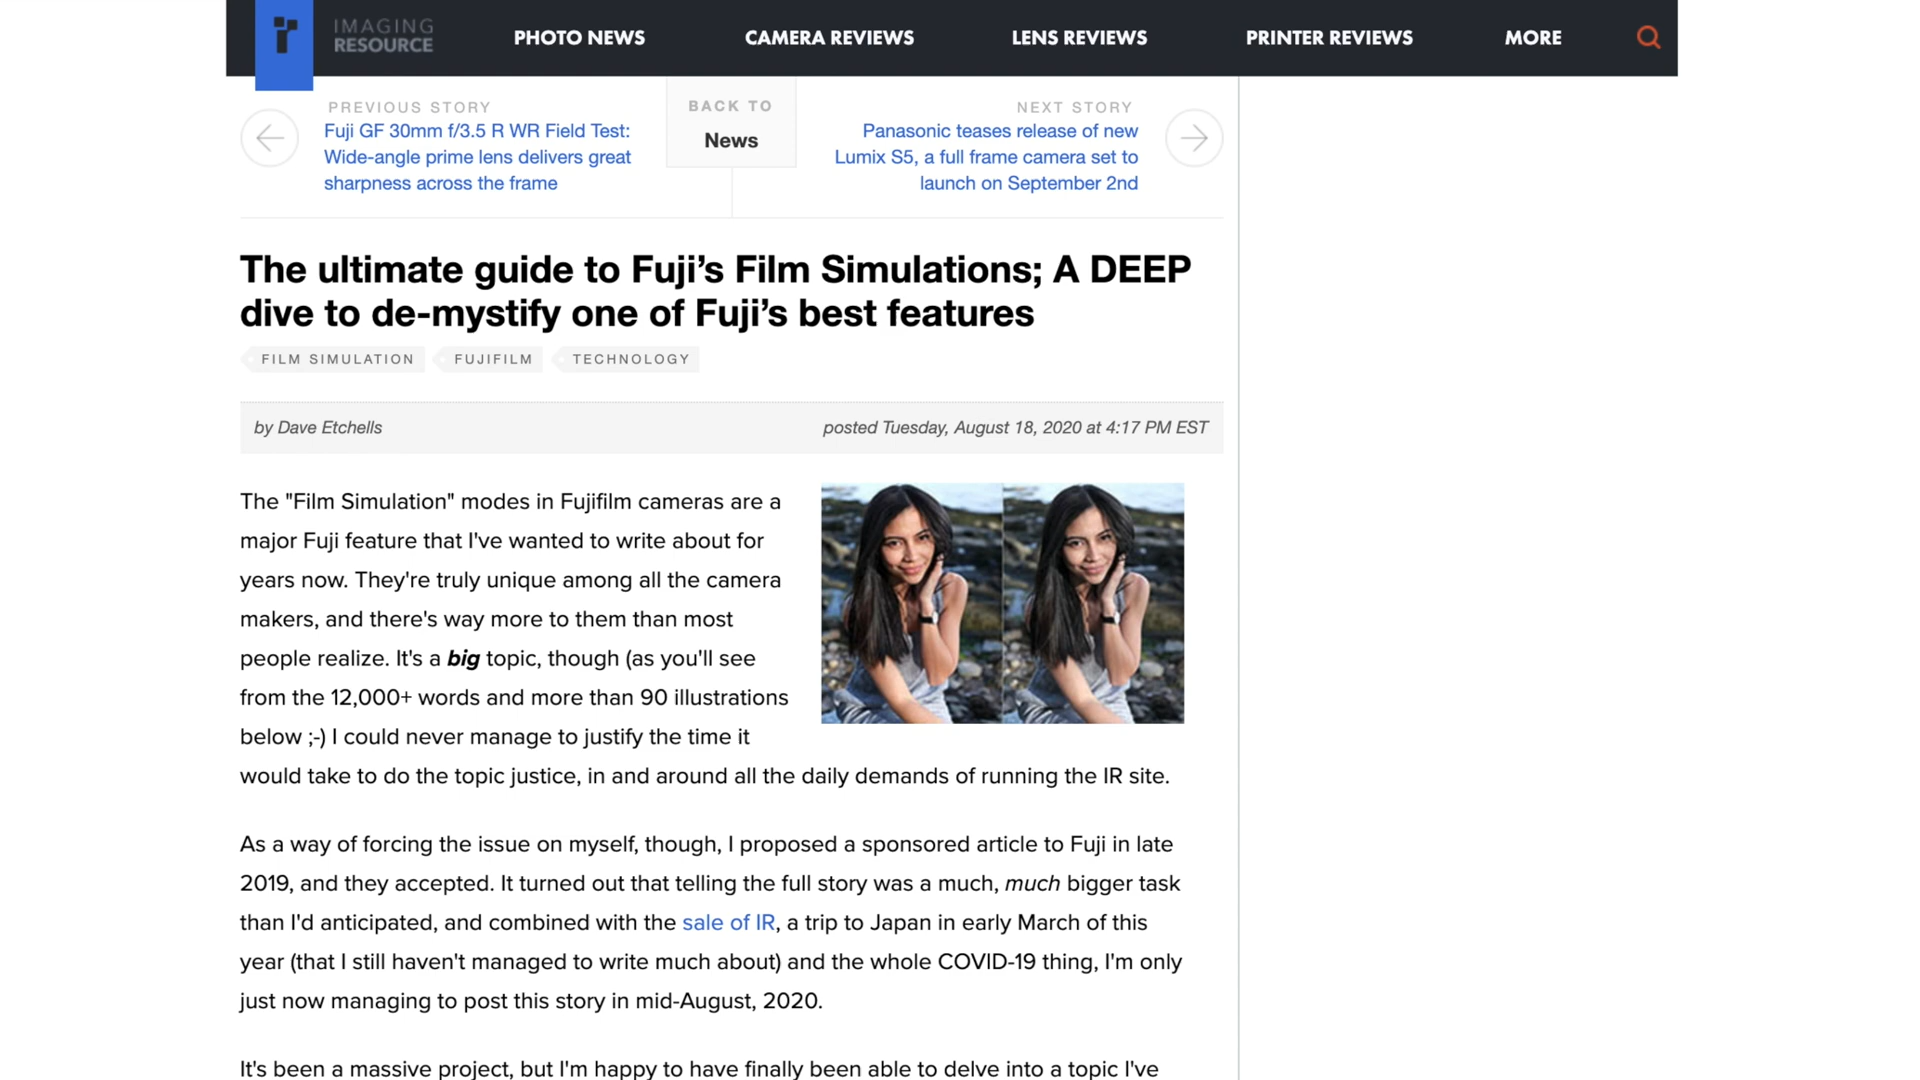 IMAGING
RESOURCE
PHOTO NEWS
CAMERA REVIEWS
LENS REVIEWS
PRINTER REVIEWS
MORE
PREVIOUS STORY
Fuji GF 30mm f/3.5 R WR Field Test:
Wide-angle prime lens delivers great
sharpness across the frame
BACK TO
News
NEXT STORY
Panasonic teases release of new
Lumix S5, a full frame camera set to
launch on September 2nd
The ultimate guide to Fuji’s Film Simulations; A DEEP
dive to de-mystify one of Fuji’s best features
FILM SIMULATION
FUJIFILM
TECHNOLOGY
by Dave Etchells
posted Tuesday, August 18, 2020 at 4:17 PM EST
The "Film Simulation" modes in Fujifilm cameras are a
major Fuji feature that I've wanted to write about for
years now. They're truly unique among all the camera
makers, and there's way more to them than most
people realize. It's a big topic, though (as you'll see
from the 12,000+ words and more than 90 illustrations
below ;-) I could never manage to justify the time it
would take to do the topic justice, in and around all the daily demands of running the IR site.
As a way of forcing the issue on myself, though, I proposed a sponsored article to Fuji in late
2019, and they accepted. It turned out that telling the full story was a much, much bigger task
than I'd anticipated, and combined with the sale of IR, a trip to Japan in early March of this
year (that I still haven't managed to write much about) and the whole COVID-19 thing, I'm only
just now managing to post this story in mid-August, 2020.
It's been a massive project, but I'm happy to have finally been able to delve into a topic I've